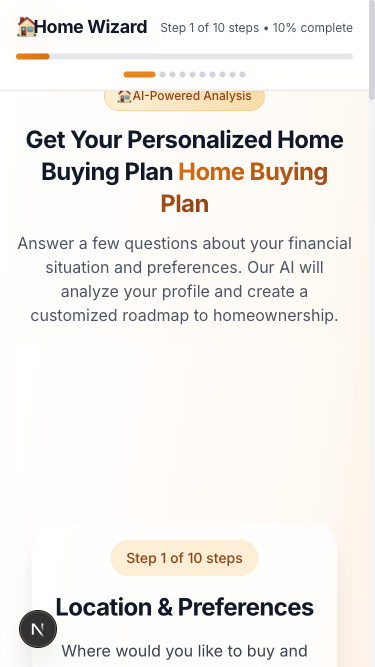 🏠Home Wizard
Step 1 of 10 steps • 10% complete
🏠AI-Powered Analysis
Get Your Personalized Home
Buying Plan Home Buying
Plan
Answer a few questions about your financial
situation and preferences. Our AI will
analyze your profile and create a
customized roadmap to homeownership.
Step 1 of 10 steps
Location & Preferences
Where would you like to buy and
N